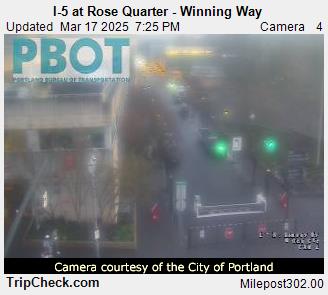 I-5 at Rose Quarter - Winning Way
Updated Mar 17 2025 7:25 PM Camera 4
PBOT
PORTLAND BUREAU OF TRANSPORTATION
Camera courtesy of the City of Portland
TripCheck.com Milepost302.00